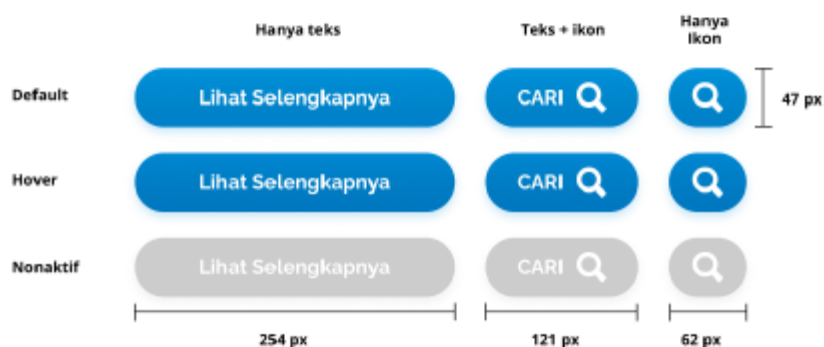 Hanya teks
Teks + ikon
Hanya
Ikon
Default
Lihat Selengkapnya
CARI
47 px
Hover
Lihat Selengkapnya
CARI
Nonaktif
Lihat Selengkapnya
CARI
254 px
121 px
62 px